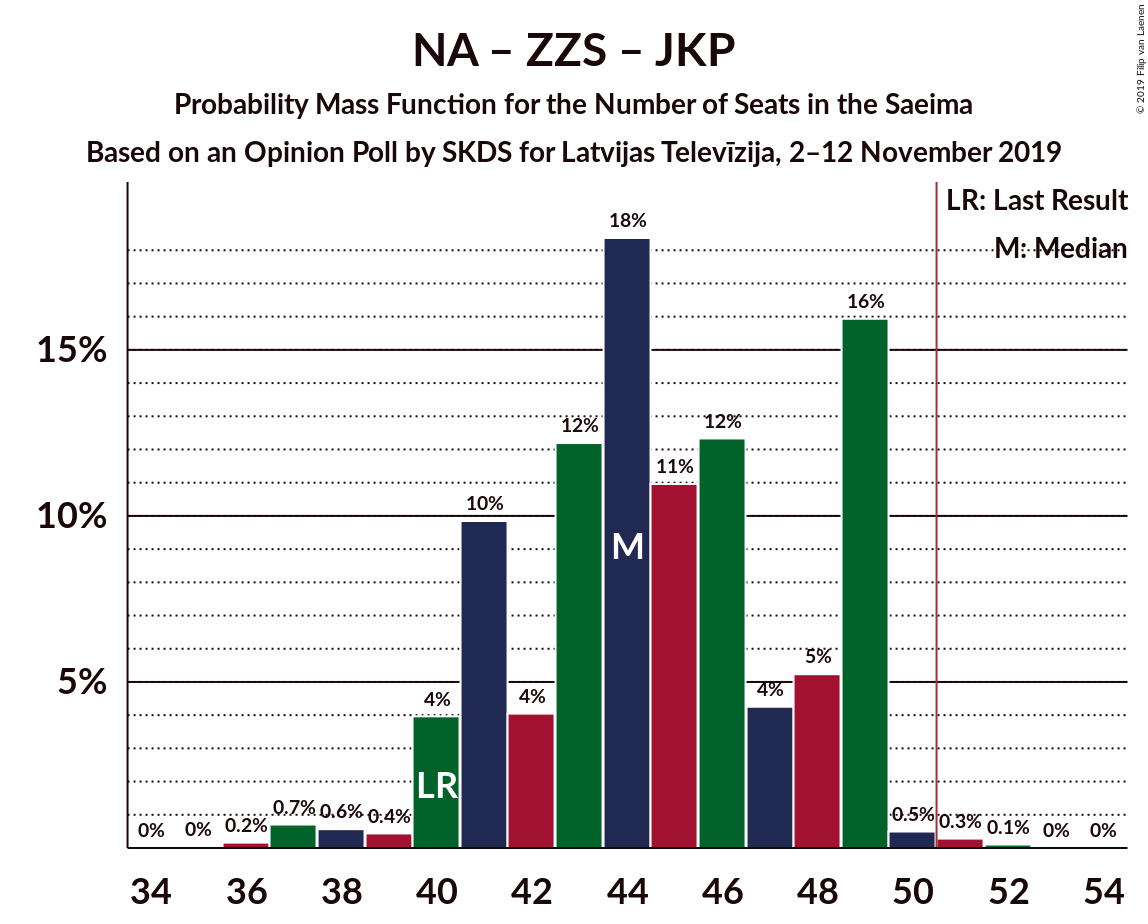 NA – ZZS – JKP
Probability Mass Function for the Number of Seats in the Saeima
Based on an Opinion Poll by SKDS for Latvijas Televīzija, 2–12 November 2019
© 2019 Filip van Laenen
LR: Last Result
M: Median
15%
10%
5%
0%
0%
0.2%
0.7%
0.6%
0.4%
4%
10%
4%
12%
18%
11%
12%
4%
5%
16%
0.5%
0.3%
0.1%
0%
0%
LR
M
34 36 38 40 42 44 46 48 50 52 54